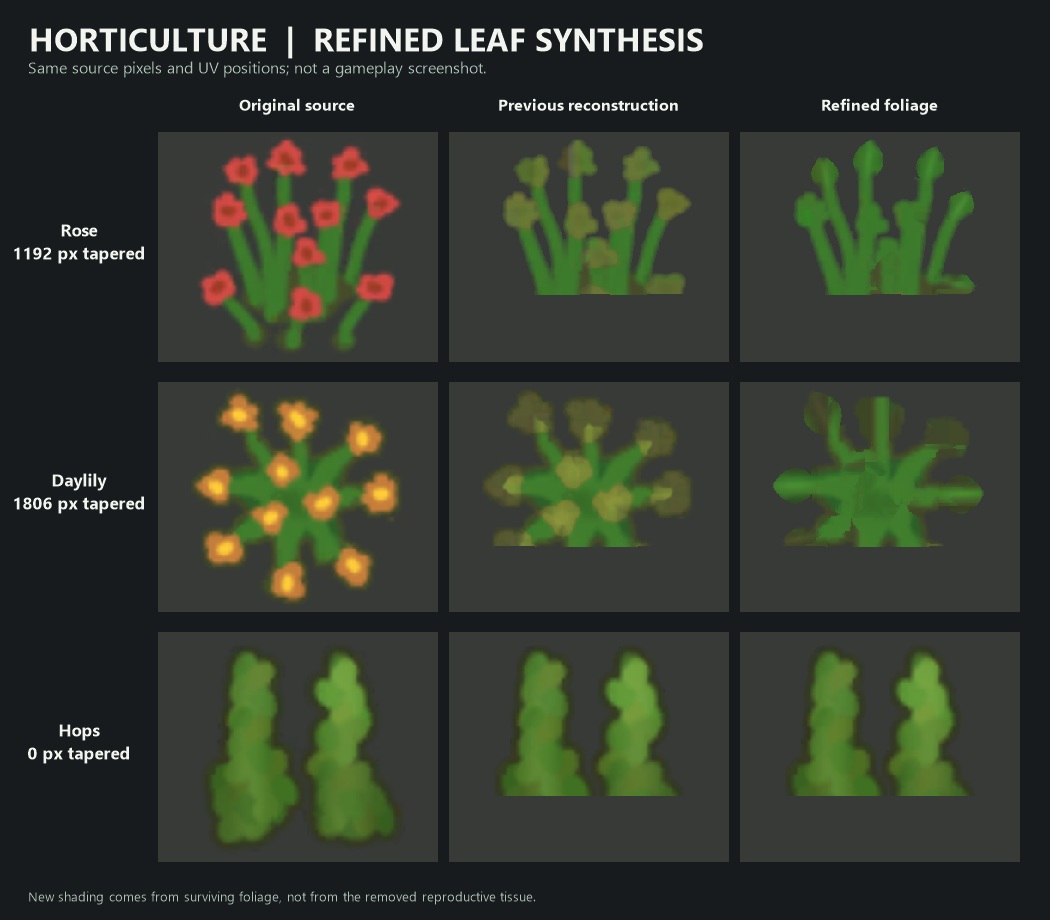 HORTICULTURE | REFINED LEAF SYNTHESIS
Same source pixels and UV positions; not a gameplay screenshot.
Original source
Previous reconstruction
Refined foliage
Rose
1192 px tapered
Daylily
1806 px tapered
Hops
0 px tapered
New shading comes from surviving foliage, not from the removed reproductive tissue.